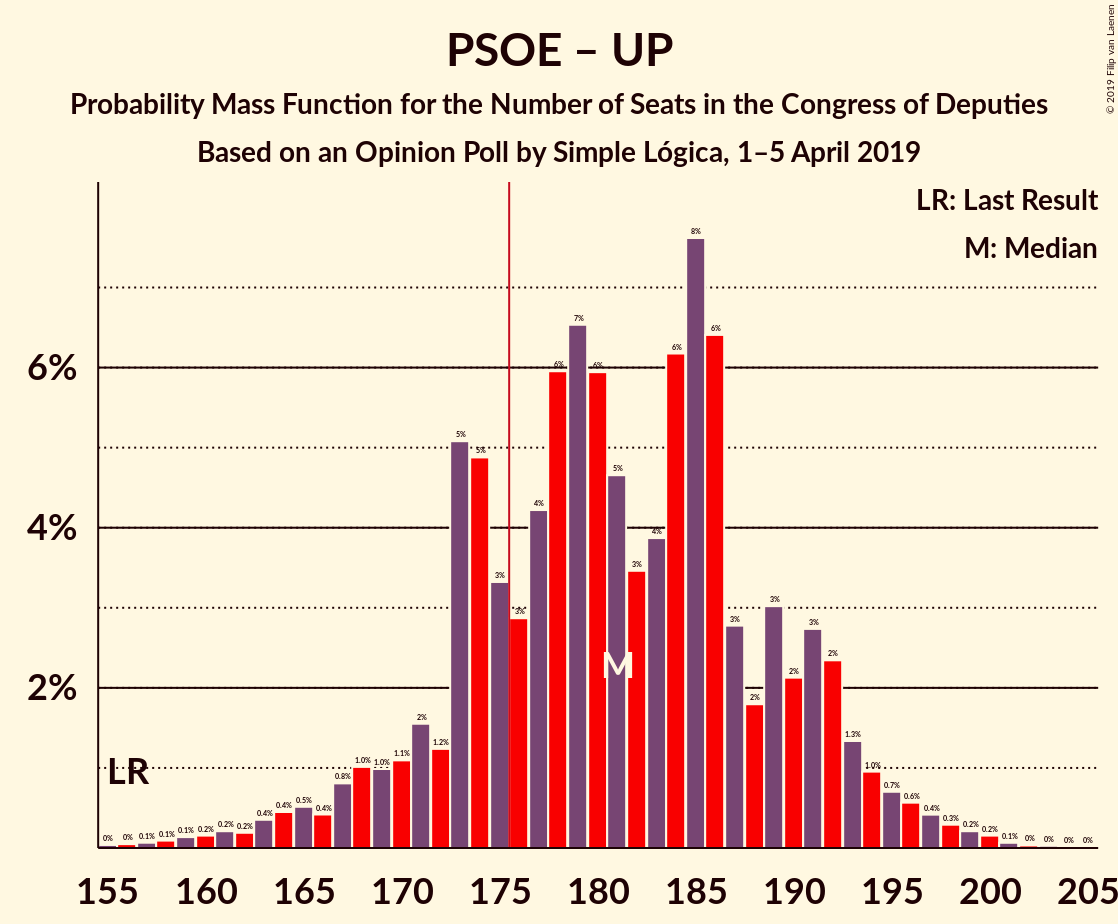 PSOE – UP
Probability Mass Function for the Number of Seats in the Congress of Deputies
Based on an Opinion Poll by Simple Lógica, 1–5 April 2019
© 2019 Filip van Laenen
LR: Last Result
M: Median
6%
4%
2%
LR
M
0% 0% 0.1% 0.1% 0.1% 0.2% 0.2% 0.2% 0.4% 0.4% 0.5% 0.4% 0.8% 1.0% 1.0% 1.1% 2% 1.2% 5% 5% 3% 3% 4% 6% 7% 6% 5% 3% 4% 6% 8% 6% 3% 2% 3% 2% 3% 2% 1.3% 1.0% 0.7% 0.6% 0.4% 0.3% 0.2% 0.2% 0.1% 0% 0% 0% 0%
155 160 165 170 175 180 185 190 195 200 205